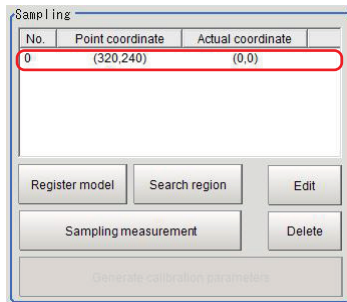 Sampling
No. Point coordinate Actual coordinate
0 (320,240) (0,0)
Register model Search region Edit
Sampling measurement Delete
Generate calibration parameters